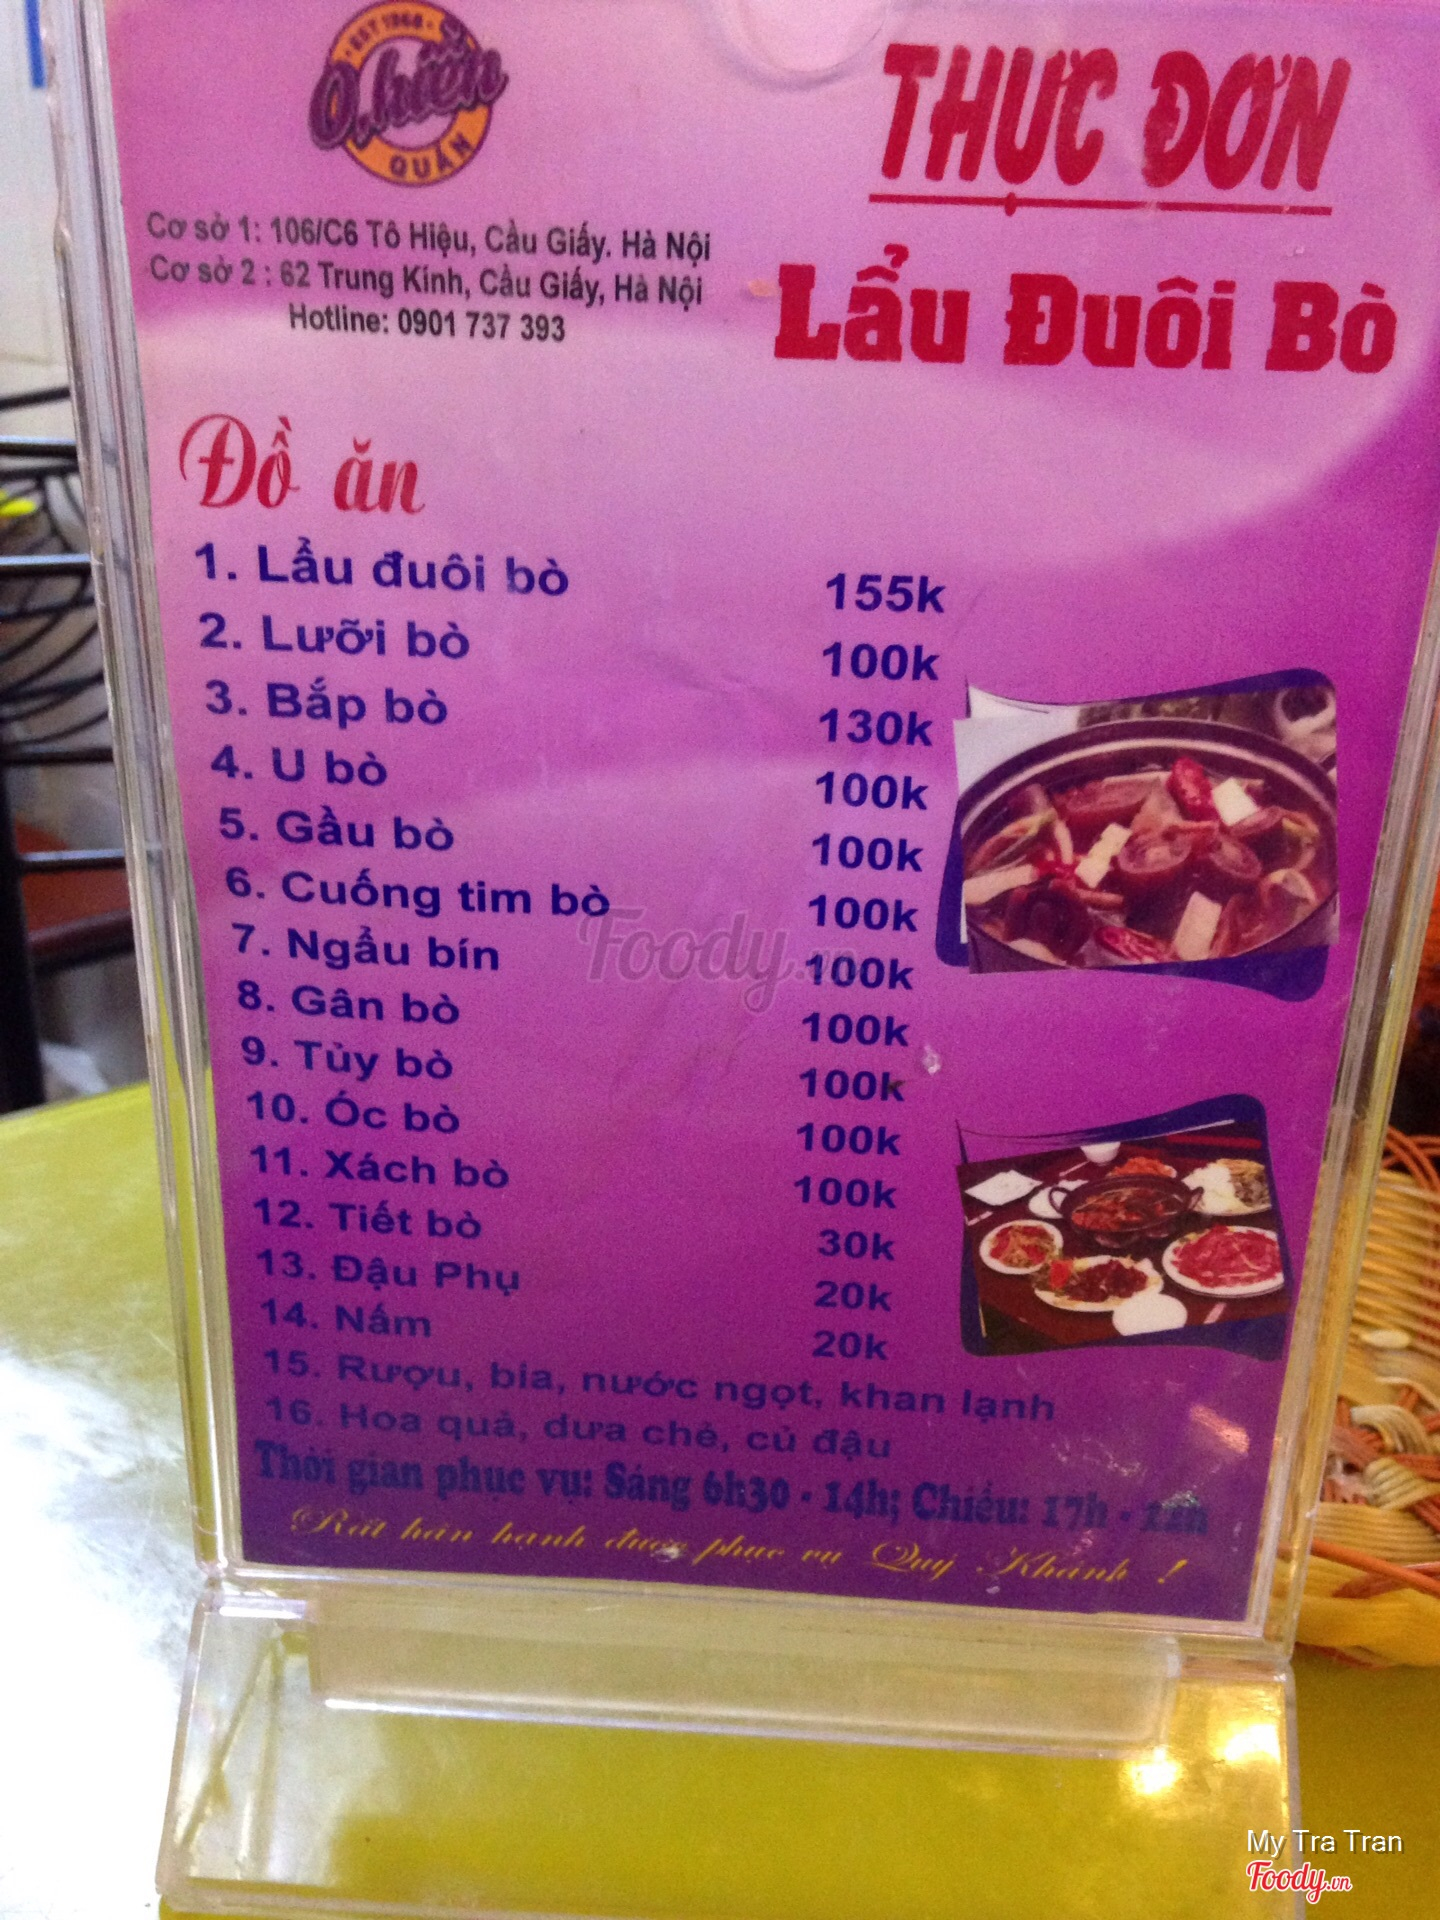 EST 1968
O.hiền
QUÁN
THỰC ĐƠN
Cơ sở 1: 106/C6 Tô Hiệu, Cầu Giấy. Hà Nội
Cơ sở 2 : 62 Trung Kính, Cầu Giấy, Hà Nội
Hotline: 0901 737 393
Lẩu Đuôi Bò
Đồ ăn
1. Lẩu đuôi bò 155k
2. Lưỡi bò 100k
3. Bắp bò 130k
4. U bò 100k
5. Gầu bò 100k
6. Cuống tim bò 100k
7. Ngẩu bín 100k
8. Gân bò 100k
9. Tủy bò 100k
10. Óc bò 100k
11. Xách bò 100k
12. Tiết bò 30k
13. Đậu Phụ 20k
14. Nấm 20k
15. Rượu, bia, nước ngọt, khan lạnh
16. Hoa quả, dưa chẻ, củ đậu
Thời gian phục vụ: Sáng 6h30 - 14h; Chiều: 17h - 22h
Rất hân hạnh được phục vụ Quý Khánh !
Foody.vn
My Tra Tran
Foody.vn